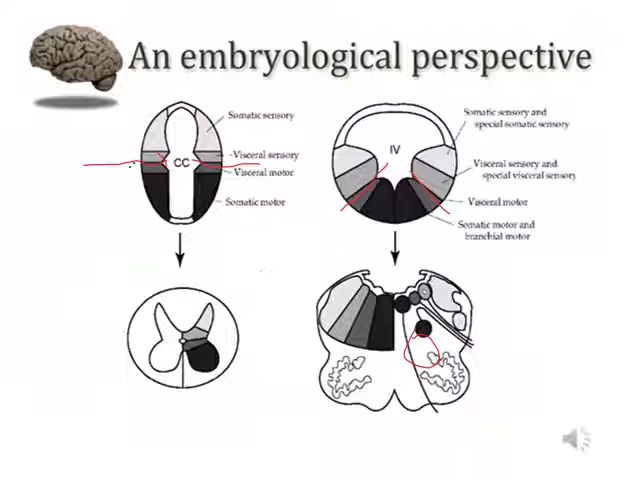 An embryological perspective
Somatic sensory
Visceral sensory
Visceral motor
Somatic motor
CC
IV
Somatic sensory and
special somatic sensory
Visceral sensory and
special visceral sensory
Visceral motor
Somatic motor and
branchial motor